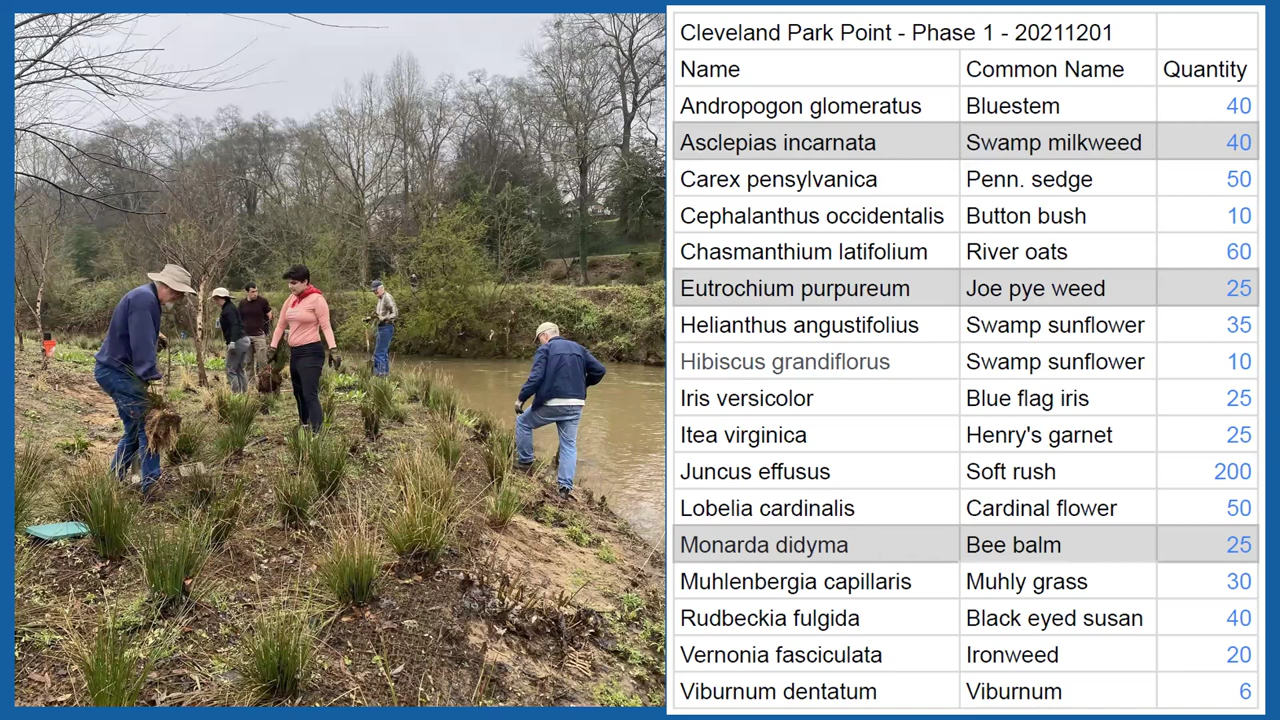 Cleveland Park Point - Phase 1 - 20211201
Name Common Name Quantity
Andropogon glomeratus Bluestem 40
Asclepias incarnata Swamp milkweed 40
Carex pensylvanica Penn. sedge 50
Cephalanthus occidentalis Button bush 10
Chasmanthium latifolium River oats 60
Eutrochium purpureum Joe pye weed 25
Helianthus angustifolius Swamp sunflower 35
Hibiscus grandiflorus Swamp sunflower 10
Iris versicolor Blue flag iris 25
Itea virginica Henry's garnet 25
Juncus effusus Soft rush 200
Lobelia cardinalis Cardinal flower 50
Monarda didyma Bee balm 25
Muhlenbergia capillaris Muhly grass 30
Rudbeckia fulgida Black eyed susan 40
Vernonia fasciculata Ironweed 20
Viburnum dentatum Viburnum 6